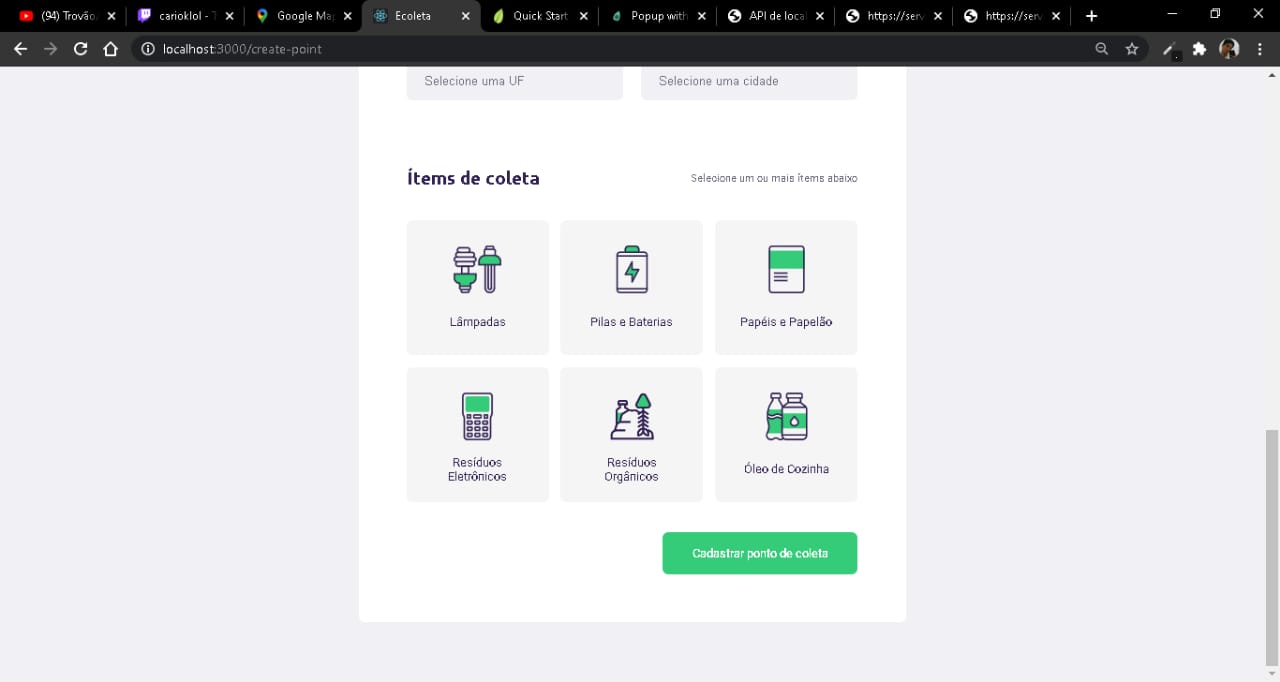 (94) Trovão
carioklol - T
Google Map
Ecoleta
Quick Start
Popup with
API de local
https://serv
https://serv
localhost:3000/create-point
Selecione uma UF
Selecione uma cidade
Ítems de coleta
Selecione um ou mais ítems abaixo
Lâmpadas
Pilas e Baterias
Papéis e Papelão
Resíduos
Eletrônicos
Resíduos
Orgânicos
Óleo de Cozinha
Cadastrar ponto de coleta